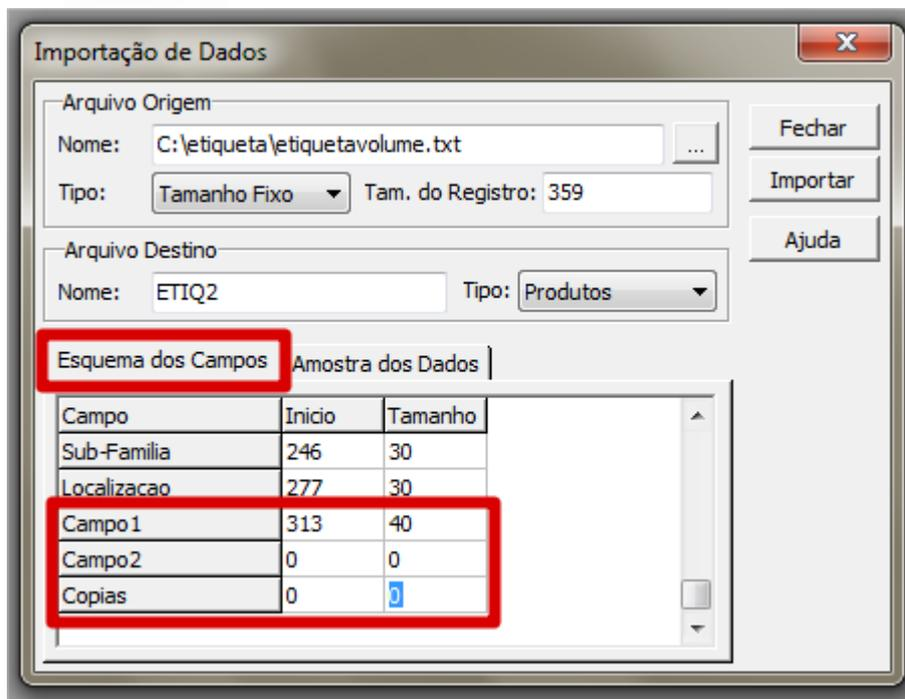 Importação de Dados
x
Arquivo Origem
Nome: C:\etiqueta\etiquetavolume.txt ...
Tipo: Tamanho Fixo Tam. do Registro: 359
Fechar
Importar
Ajuda
Arquivo Destino
Nome: ETIQ2 Tipo: Produtos
Esquema dos Campos Amostra dos Dados
Campo Inicio Tamanho
Sub-Familia 246 30
Localizacao 277 30
Campo1 313 40
Campo2 0 0
Copias 0 0